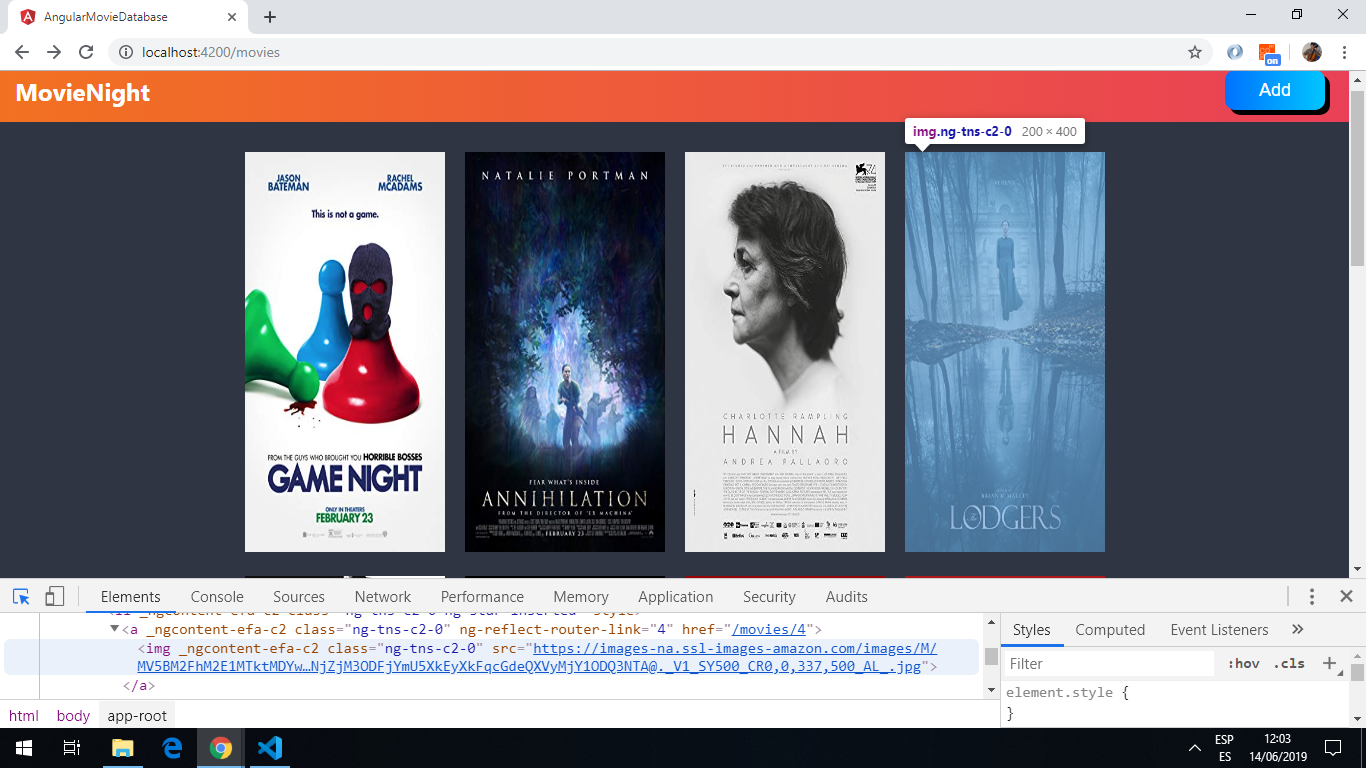 AngularMovieDatabase
localhost:4200/movies
on
MovieNight
Add
img.ng-tns-c2-0 200 × 400
JASON BATEMAN
RACHEL MCADAMS
This is not a game.
FROM THE GUYS WHO BROUGHT YOU HORRIBLE BOSSES
GAME NIGHT
ONLY IN THEATERS
FEBRUARY 23
NATALIE PORTMAN
FEAR WHAT'S INSIDE
ANNIHILATION
FROM THE DIRECTOR OF 'EX MACHINA'
FEBRUARY 23
74
CHARLOTTE RAMPLING
HANNAH
A FILM BY
ANDREA PALLAORO
BRIAN O'MALLEY
THE LODGERS
Elements Console Sources Network Performance Memory Application Security Audits
<a _ngcontent-efa-c2 class="ng-tns-c2-0" ng-reflect-router-link="4" href="/movies/4">
<img _ngcontent-efa-c2 class="ng-tns-c2-0" src="https://images-na.ssl-images-amazon.com/images/M/
MV5BM2FhM2E1MTktMDYw…NjZjM3ODFjYmU5XkEyXkFqcGdeQXVyMjY1ODQ3NTA@._V1_SY500_CR0,0,337,500_AL_.jpg">
</a>
html body app-root
Styles Computed Event Listeners »
Filter :hov .cls +
element.style {
}
ESP
ES
12:03
14/06/2019